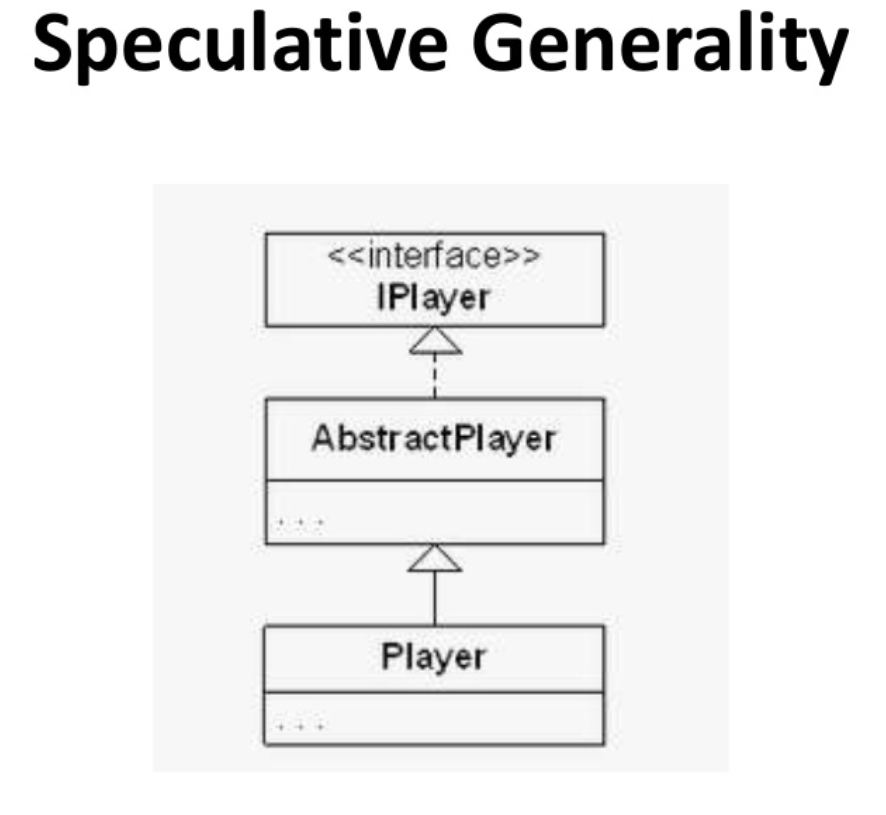 Speculative Generality
<<interface>>
IPlayer
AbstractPlayer
. . .
Player
. . .